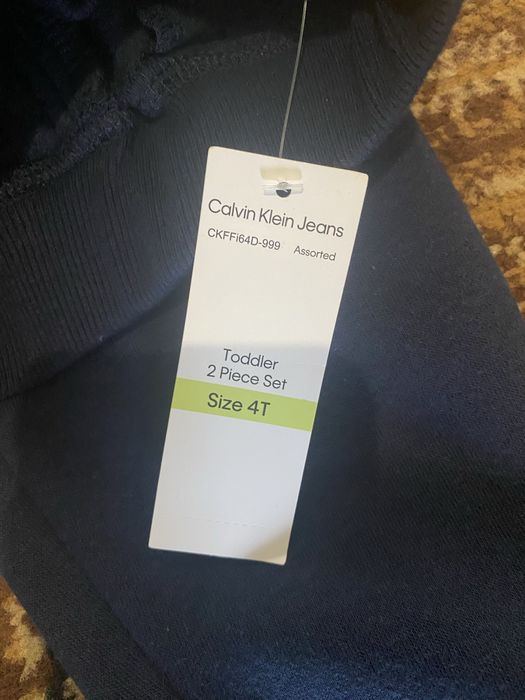 Calvin Klein Jeans
CKFFi64D-999 Assorted
Toddler
2 Piece Set
Size 4T